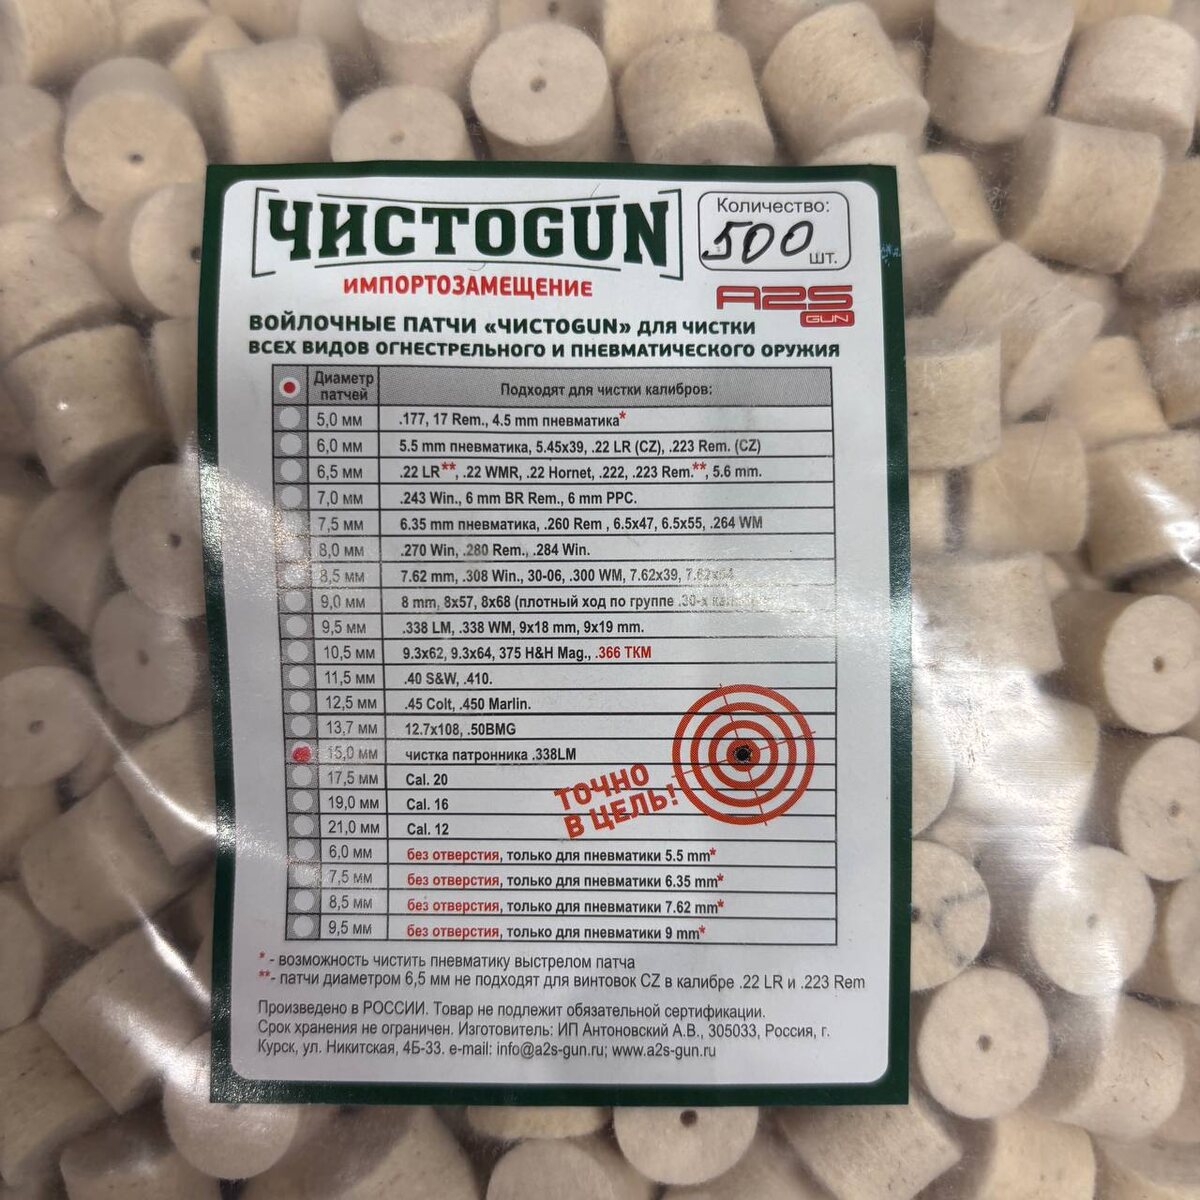 ЧИСТОGUN
Количество:
500 шт.
ИМПОРТОЗАМЕЩЕНИЕ
A2S
GUN
ВОЙЛОЧНЫЕ ПАТЧИ «ЧИСТОGUN» ДЛЯ ЧИСТКИ
ВСЕХ ВИДОВ ОГНЕСТРЕЛЬНОГО И ПНЕВМАТИЧЕСКОГО ОРУЖИЯ
Диаметр
патчей
Подходят для чистки калибров:
5,0 мм .177, 17 Rem., 4.5 mm пневматика*
6,0 мм 5.5 mm пневматика, 5.45x39, .22 LR (CZ), .223 Rem. (CZ)
6,5 мм .22 LR**, .22 WMR, .22 Hornet, .222, .223 Rem.**, 5.6 mm.
7,0 мм .243 Win., 6 mm BR Rem., 6 mm PPC.
7,5 мм 6.35 mm пневматика, .260 Rem , 6.5x47, 6.5x55, .264 WM
8,0 мм .270 Win, .280 Rem., .284 Win.
8,5 мм 7.62 mm, .308 Win., 30-06, .300 WM, 7.62x39, 7.62x54
9,0 мм 8 mm, 8x57, 8x68 (плотный ход по группе .30-х
9,5 мм .338 LM, .338 WM, 9x18 mm, 9x19 mm.
10,5 мм 9.3x62, 9.3x64, 375 H&H Mag., .366 ТКМ
11,5 мм .40 S&W, .410.
12,5 мм .45 Colt, .450 Marlin.
13,7 мм 12.7x108, .50BMG
15,0 мм чистка патронника .338LM
17,5 мм Cal. 20
19,0 мм Cal. 16
21,0 мм Cal. 12
ТОЧНО
В ЦЕЛЬ!
6,0 мм без отверстия, только для пневматики 5.5 mm*
7,5 мм без отверстия, только для пневматики 6.35 mm*
8,5 мм без отверстия, только для пневматики 7.62 mm*
9,5 мм без отверстия, только для пневматики 9 mm*
* - возможность чистить пневматику выстрелом патча
**- патчи диаметром 6,5 мм не подходят для винтовок CZ в калибре .22 LR и .223 Rem
Произведено в РОССИИ. Товар не подлежит обязательной сертификации.
Срок хранения не ограничен. Изготовитель: ИП Антоновский А.В., 305033, Россия, г.
Курск, ул. Никитская, 4Б-33. e-mail: info@a2s-gun.ru; www.a2s-gun.ru